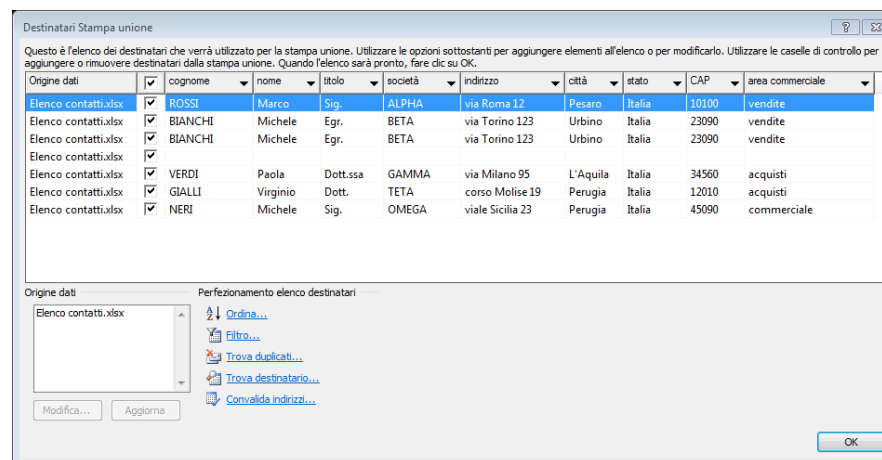 Destinatari Stampa unione
Questo è l'elenco dei destinatari che verrà utilizzato per la stampa unione. Utilizzare le opzioni sottostanti per aggiungere elementi all'elenco o per modificarlo. Utilizzare le caselle di controllo per
aggiungere o rimuovere destinatari dalla stampa unione. Quando l'elenco sarà pronto, fare clic su OK.
Origine dati cognome nome titolo società indirizzo città stato CAP area commerciale
Elenco contatti.xlsx ROSSI Marco Sig. ALPHA via Roma 12 Pesaro Italia 10100 vendite
Elenco contatti.xlsx BIANCHI Michele Egr. BETA via Torino 123 Urbino Italia 23090 vendite
Elenco contatti.xlsx BIANCHI Michele Egr. BETA via Torino 123 Urbino Italia 23090 vendite
Elenco contatti.xlsx
Elenco contatti.xlsx VERDI Paola Dott.ssa GAMMA via Milano 95 L'Aquila Italia 34560 acquisti
Elenco contatti.xlsx GIALLI Virginio Dott. TETA corso Molise 19 Perugia Italia 12010 acquisti
Elenco contatti.xlsx NERI Michele Sig. OMEGA viale Sicilia 23 Perugia Italia 45090 commerciale
Origine dati Perfezionamento elenco destinatari
Elenco contatti.xlsx
Ordina...
Filtro...
Trova duplicati...
Trova destinatario...
Convalida indirizzi...
Modifica... Aggiorna
OK